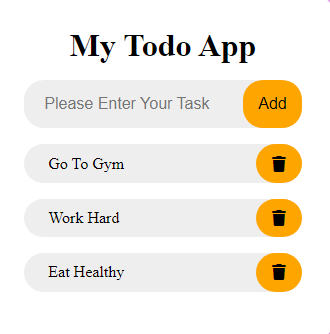 My Todo App
Please Enter Your Task Add
Go To Gym
Work Hard
Eat Healthy